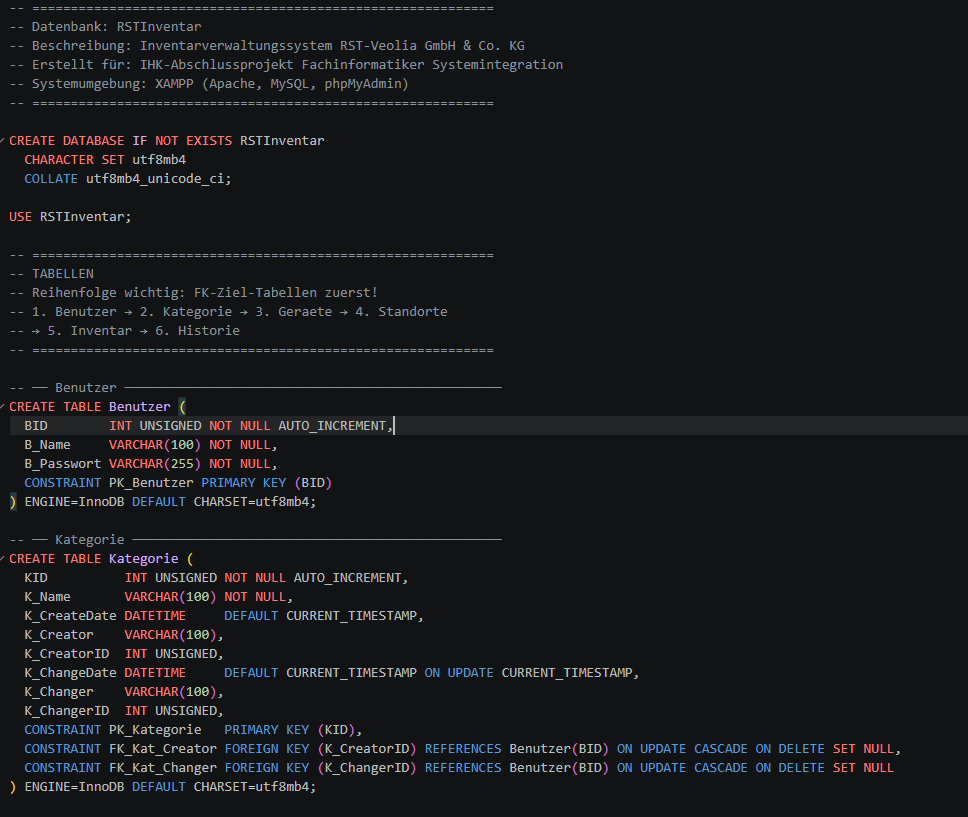 -- ============================================================
-- Datenbank: RSTInventar
-- Beschreibung: Inventarverwaltungssystem RST-Veolia GmbH & Co. KG
-- Erstellt für: IHK-Abschlussprojekt Fachinformatiker Systemintegration
-- Systemumgebung: XAMPP (Apache, MySQL, phpMyAdmin)
-- ============================================================
CREATE DATABASE IF NOT EXISTS RSTInventar
  CHARACTER SET utf8mb4
  COLLATE utf8mb4_unicode_ci;
USE RSTInventar;
-- ============================================================
-- TABELLEN
-- Reihenfolge wichtig: FK-Ziel-Tabellen zuerst!
-- 1. Benutzer → 2. Kategorie → 3. Geraete → 4. Standorte
-- → 5. Inventar → 6. Historie
-- ============================================================
-- ── Benutzer ─────────────────────────────────────────────────
CREATE TABLE Benutzer (
  BID        INT UNSIGNED NOT NULL AUTO_INCREMENT,
  B_Name     VARCHAR(100) NOT NULL,
  B_Passwort VARCHAR(255) NOT NULL,
  CONSTRAINT PK_Benutzer PRIMARY KEY (BID)
) ENGINE=InnoDB DEFAULT CHARSET=utf8mb4;
-- ── Kategorie ────────────────────────────────────────────────
CREATE TABLE Kategorie (
  KID          INT UNSIGNED NOT NULL AUTO_INCREMENT,
  K_Name       VARCHAR(100) NOT NULL,
  K_CreateDate DATETIME     DEFAULT CURRENT_TIMESTAMP,
  K_Creator    VARCHAR(100),
  K_CreatorID  INT UNSIGNED,
  K_ChangeDate DATETIME     DEFAULT CURRENT_TIMESTAMP ON UPDATE CURRENT_TIMESTAMP,
  K_Changer    VARCHAR(100),
  K_ChangerID  INT UNSIGNED,
  CONSTRAINT PK_Kategorie   PRIMARY KEY (KID),
  CONSTRAINT FK_Kat_Creator FOREIGN KEY (K_CreatorID) REFERENCES Benutzer(BID) ON UPDATE CASCADE ON DELETE SET NULL,
  CONSTRAINT FK_Kat_Changer FOREIGN KEY (K_ChangerID) REFERENCES Benutzer(BID) ON UPDATE CASCADE ON DELETE SET NULL
) ENGINE=InnoDB DEFAULT CHARSET=utf8mb4;